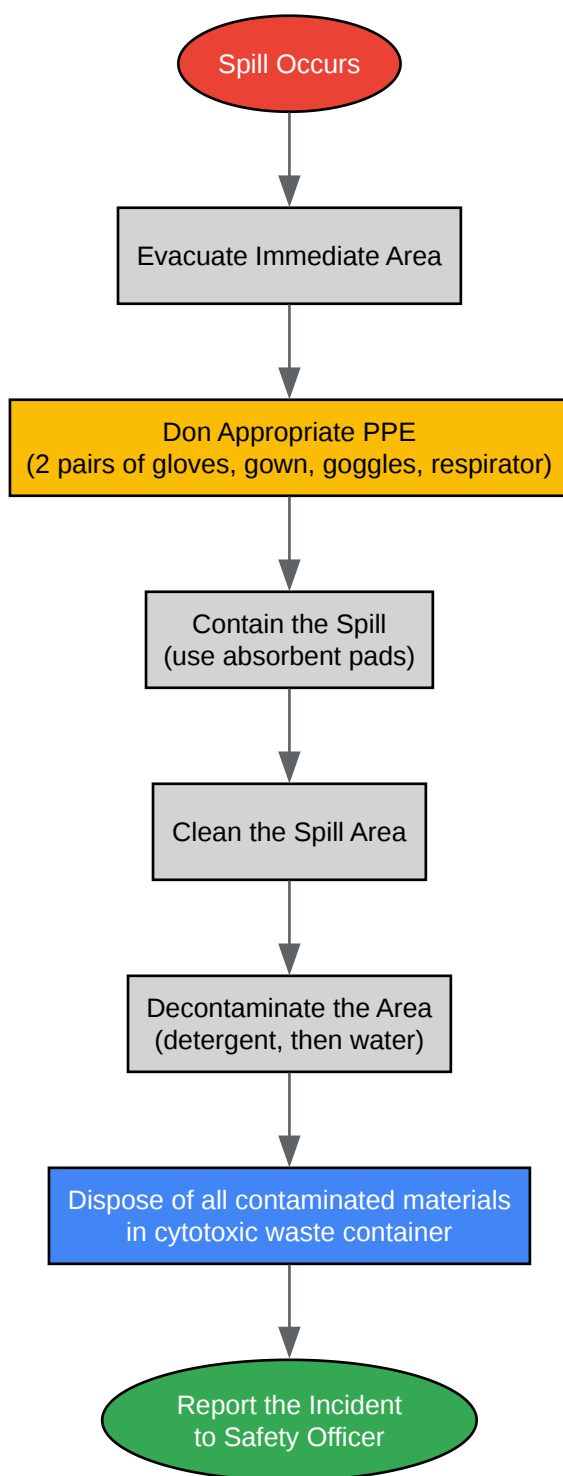 Spill Occurs
Evacuate Immediate Area
Don Appropriate PPE
(2 pairs of gloves, gown, goggles, respirator)
Contain the Spill
(use absorbent pads)
Clean the Spill Area
Decontaminate the Area
(detergent, then water)
Dispose of all contaminated materials
in cytotoxic waste container
Report the Incident
to Safety Officer